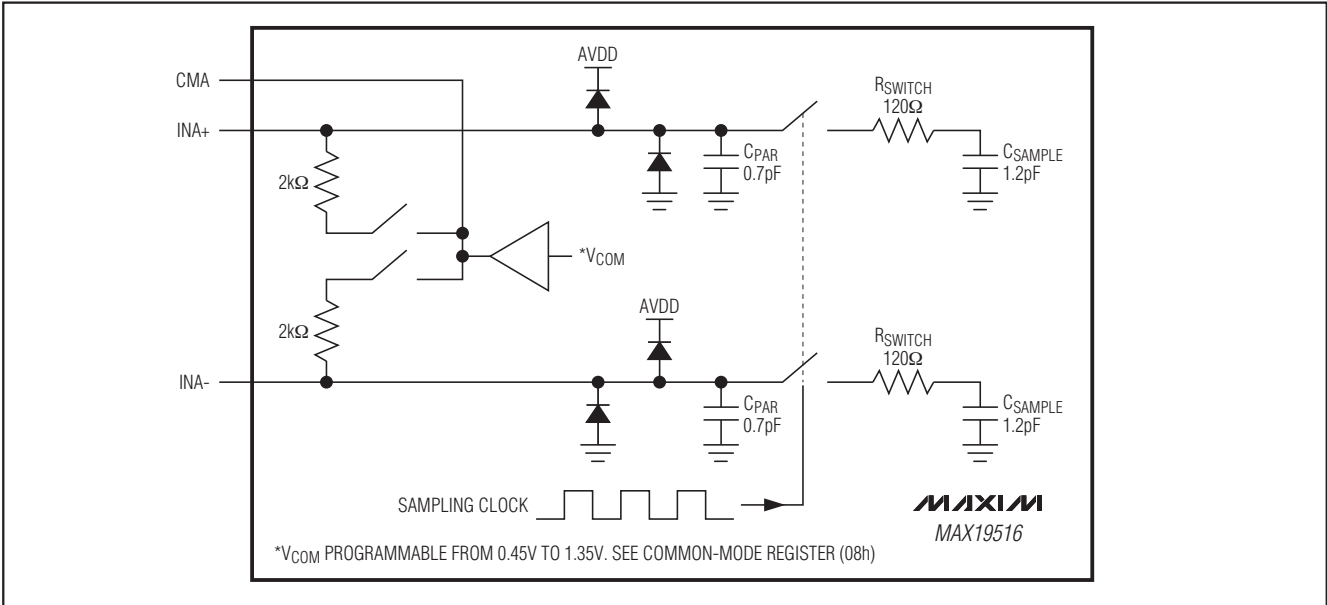 AVDD
CMA
RSWITCH
120Ω
INA+
CPAR
0.7pF
CSAMPLE
1.2pF
2kΩ
*VCOM
AVDD
2kΩ
RSWITCH
120Ω
INA-
CPAR
0.7pF
CSAMPLE
1.2pF
SAMPLING CLOCK
MAXIM
MAX19516
*VCOM PROGRAMMABLE FROM 0.45V TO 1.35V. SEE COMMON-MODE REGISTER (08h)